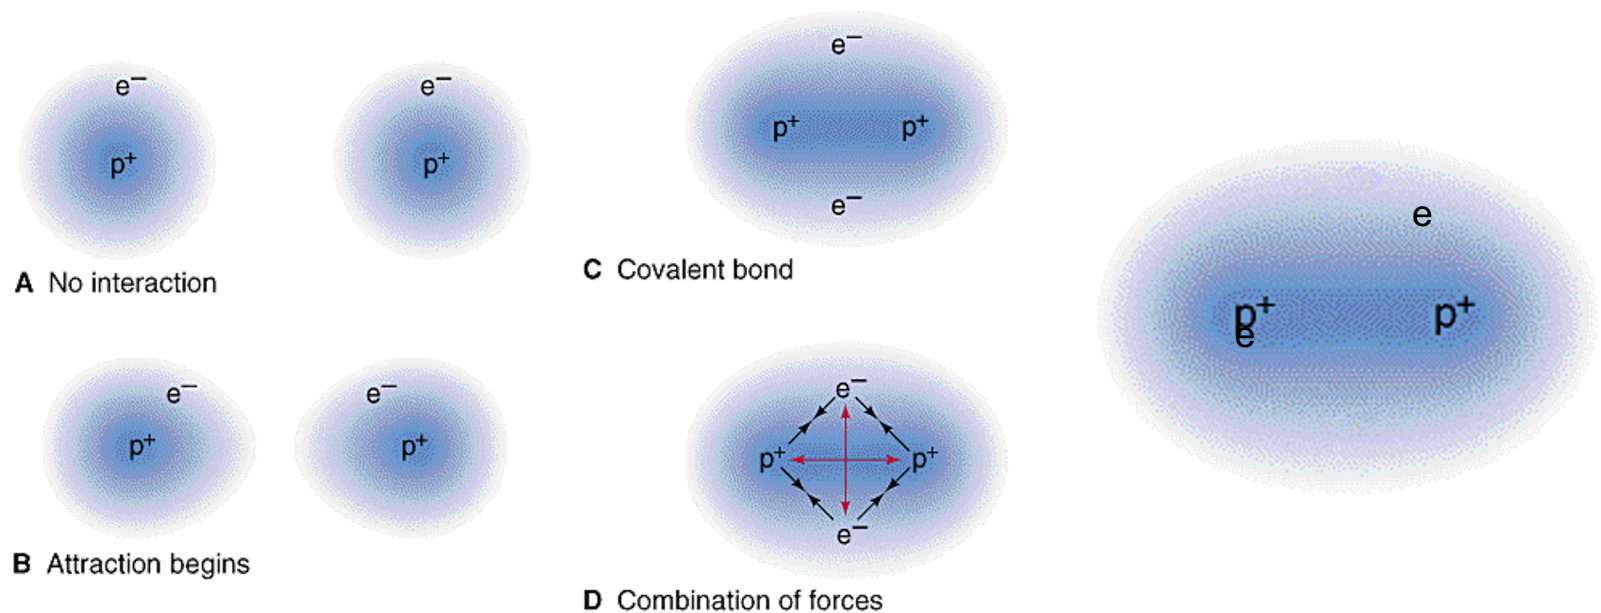 e⁻ e⁻
p⁺ p⁺
A No interaction
e⁻ e⁻
p⁺ p⁺
B Attraction begins
e⁻
p⁺ p⁺
e⁻
C Covalent bond
e⁻
p⁺ p⁺
e⁻
D Combination of forces
e
p⁺ p⁺
e